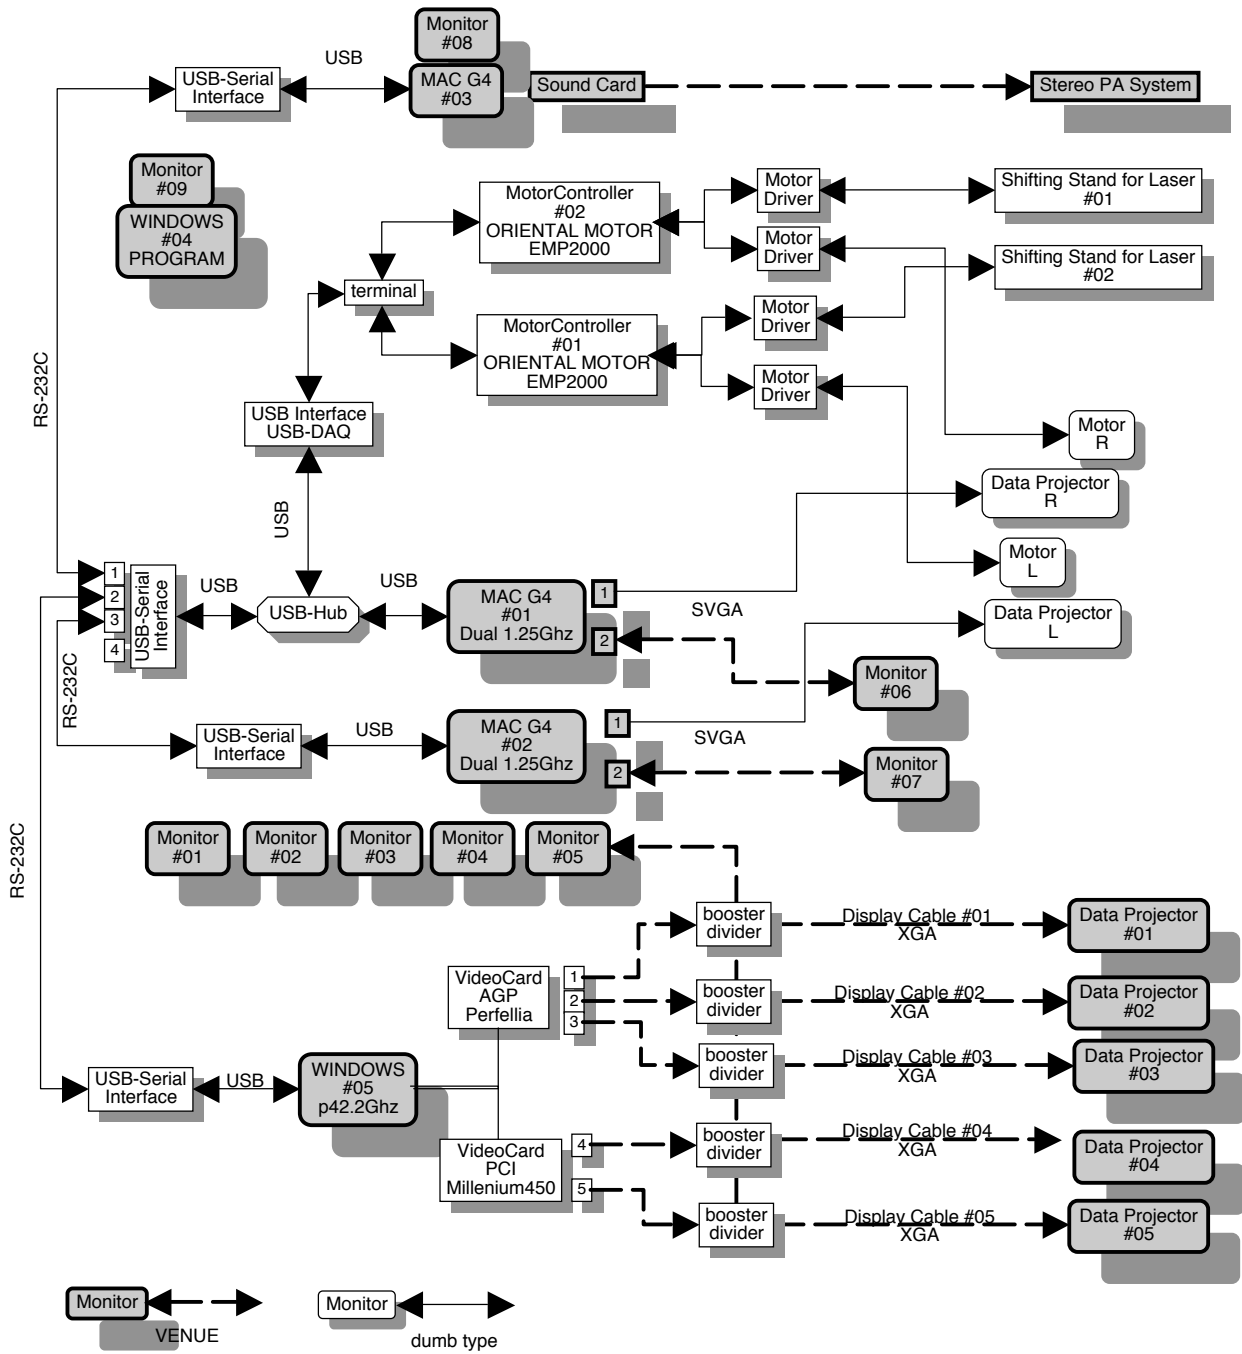 Monitor
#08
USB
USB-Serial
Interface
MAC G4
#03
Sound Card
Stereo PA System
Monitor
#09
WINDOWS
#04
PROGRAM
MotorController
#02
ORIENTAL MOTOR
EMP2000
Motor
Driver
Shifting Stand for Laser
#01
Motor
Driver
Shifting Stand for Laser
#02
terminal
MotorController
#01
ORIENTAL MOTOR
EMP2000
Motor
Driver
Motor
Driver
RS-232C
USB Interface
USB-DAQ
Motor
R
Data Projector
R
USB
Motor
L
1
2
3
4
USB-Serial
Interface
USB
USB-Hub
USB
MAC G4
#01
Dual 1.25Ghz
1
2
SVGA
Data Projector
L
Monitor
#06
RS-232C
USB-Serial
Interface
USB
MAC G4
#02
Dual 1.25Ghz
1
2
SVGA
Monitor
#07
RS-232C
Monitor
#01
Monitor
#02
Monitor
#03
Monitor
#04
Monitor
#05
booster
divider
Display Cable #01
XGA
Data Projector
#01
VideoCard
AGP
Perfellia
1
2
3
booster
divider
Display Cable #02
XGA
Data Projector
#02
booster
divider
Display Cable #03
XGA
Data Projector
#03
USB-Serial
Interface
USB
WINDOWS
#05
p42.2Ghz
booster
divider
Display Cable #04
XGA
Data Projector
#04
VideoCard
PCI
Millenium450
4
5
booster
divider
Display Cable #05
XGA
Data Projector
#05
Monitor
VENUE
Monitor
dumb type